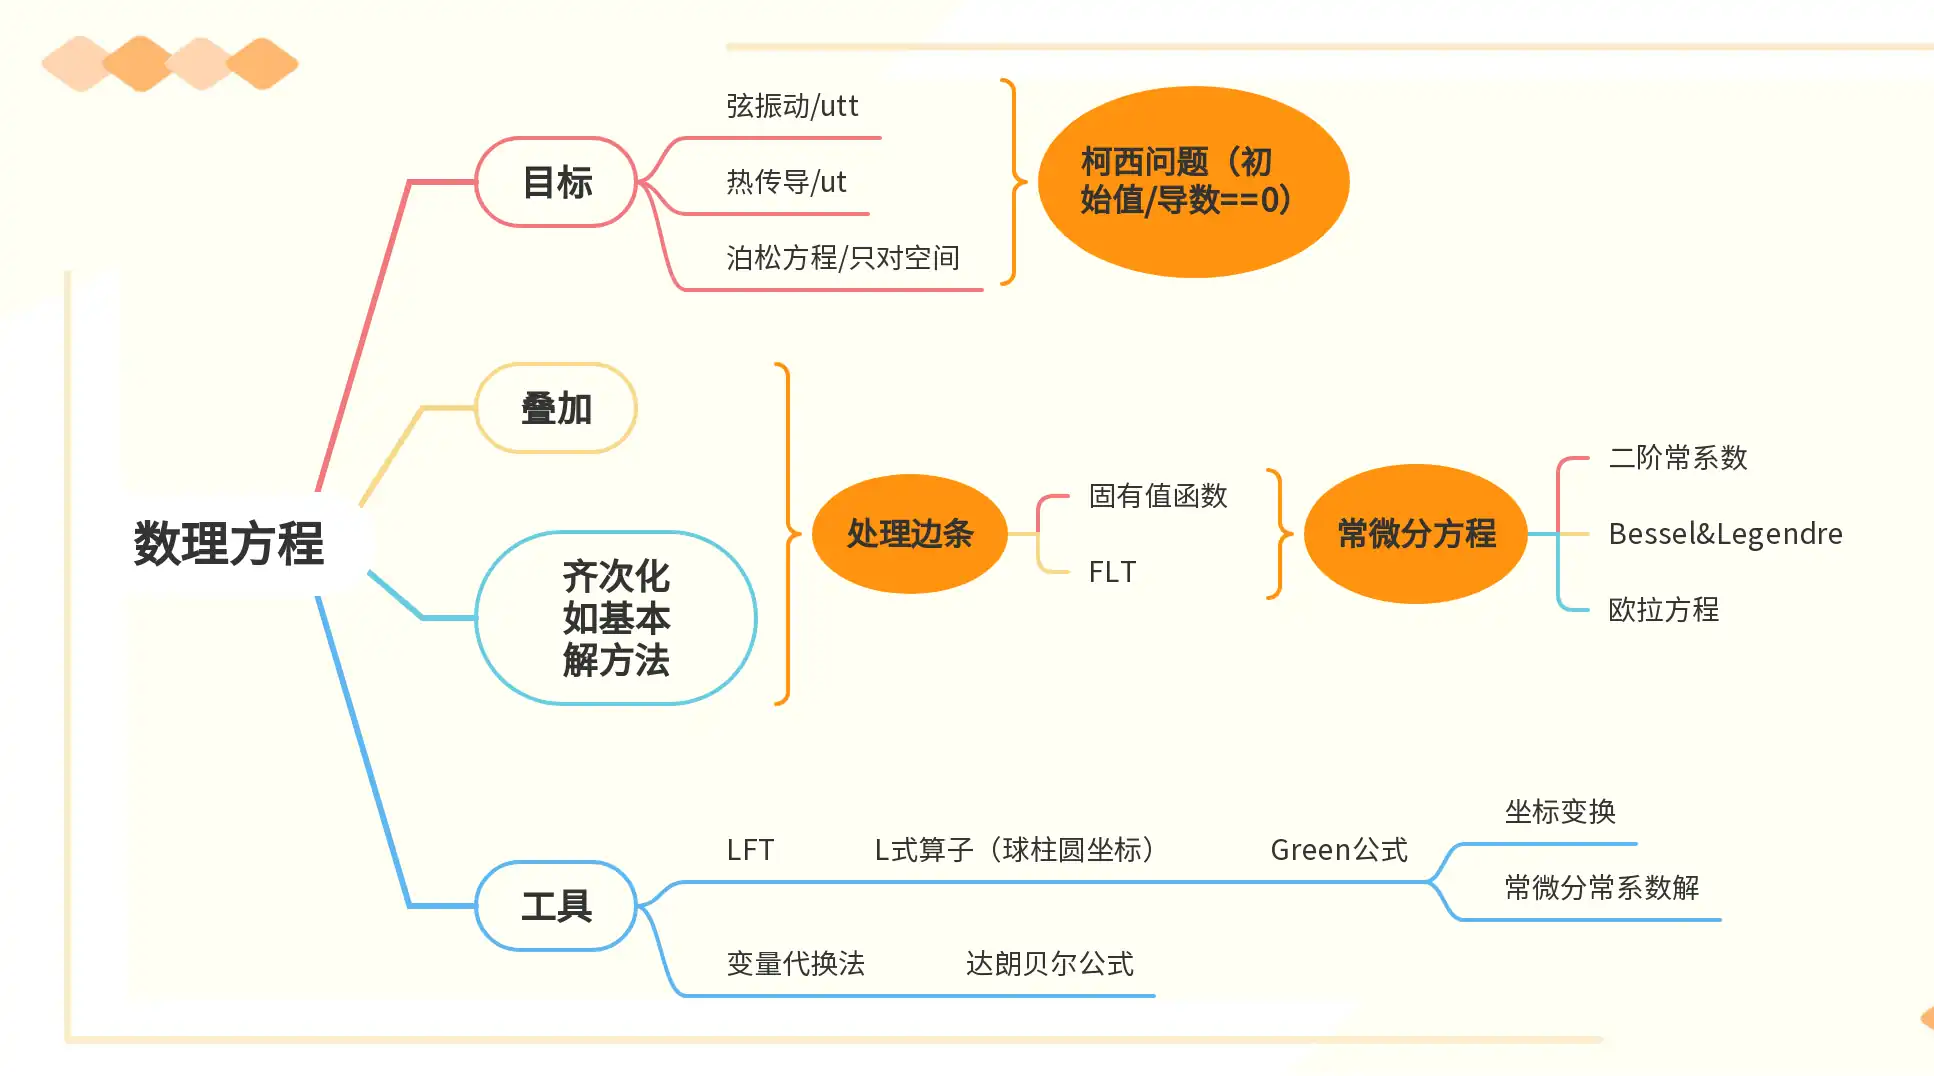 数理方程
目标
弦振动/utt
热传导/ut
泊松方程/只对空间
柯西问题（初
始值/导数==0）
叠加
齐次化
如基本
解方法
处理边条
固有值函数
FLT
常微分方程
二阶常系数
Bessel&Legendre
欧拉方程
工具
LFT
L式算子（球柱圆坐标）
Green公式
坐标变换
常微分常系数解
变量代换法
达朗贝尔公式